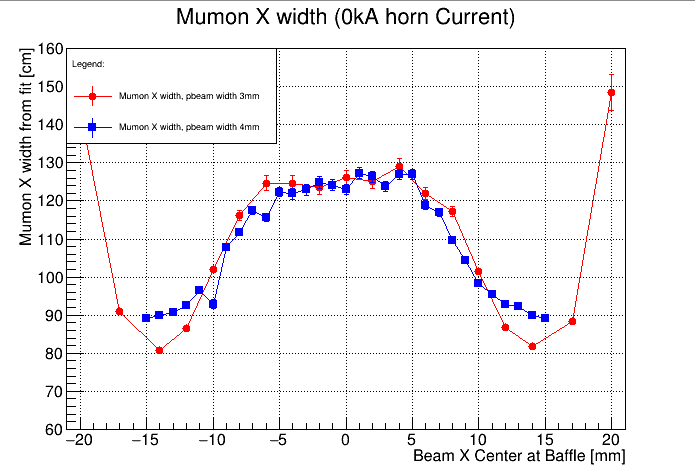 Mumon X width (0kA horn Current)
Mumon X width from fit [cm]
160
150
140
130
120
110
100
90
80
70
60
Legend:
Mumon X width, pbeam width 3mm
Mumon X width, pbeam width 4mm
−20 −15 −10 −5 0 5 10 15 20
Beam X Center at Baffle [mm]